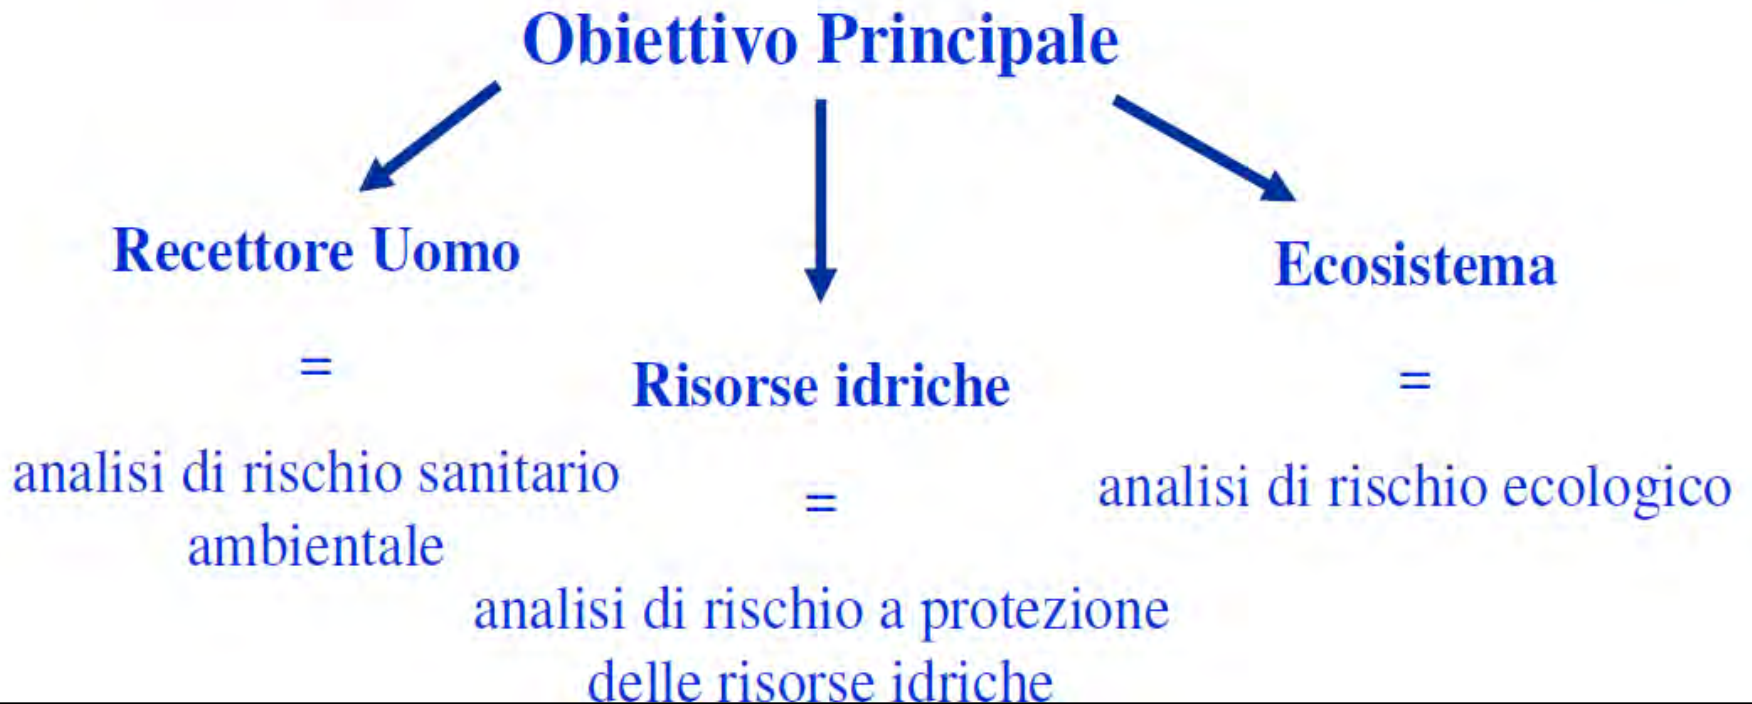 Obiettivo Principale
Recettore Uomo
=
analisi di rischio sanitario
ambientale
Risorse idriche
=
analisi di rischio a protezione
delle risorse idriche
Ecosistema
=
analisi di rischio ecologico